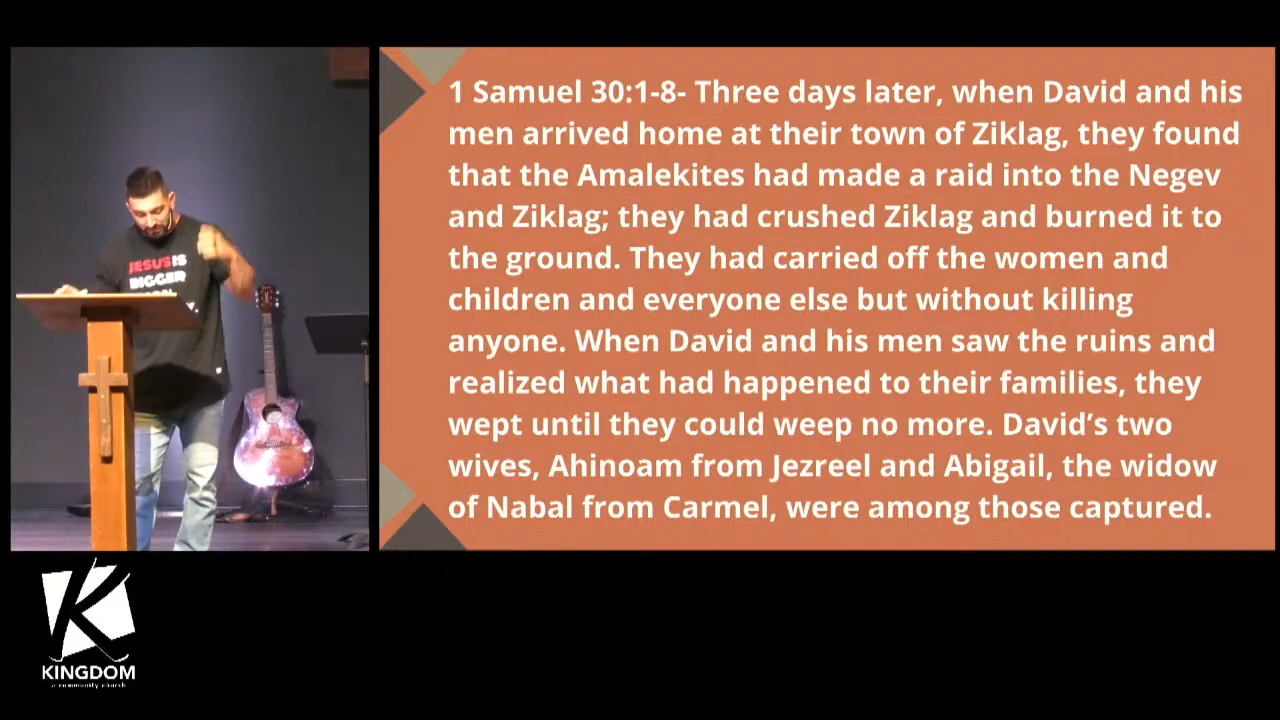 1 Samuel 30:1-8- Three days later, when David and his
men arrived home at their town of Ziklag, they found
that the Amalekites had made a raid into the Negev
and Ziklag; they had crushed Ziklag and burned it to
the ground. They had carried off the women and
children and everyone else but without killing
anyone. When David and his men saw the ruins and
realized what had happened to their families, they
wept until they could weep no more. David’s two
wives, Ahinoam from Jezreel and Abigail, the widow
of Nabal from Carmel, were among those captured.
JESUS IS
BIGGER
K
KINGDOM
a community church